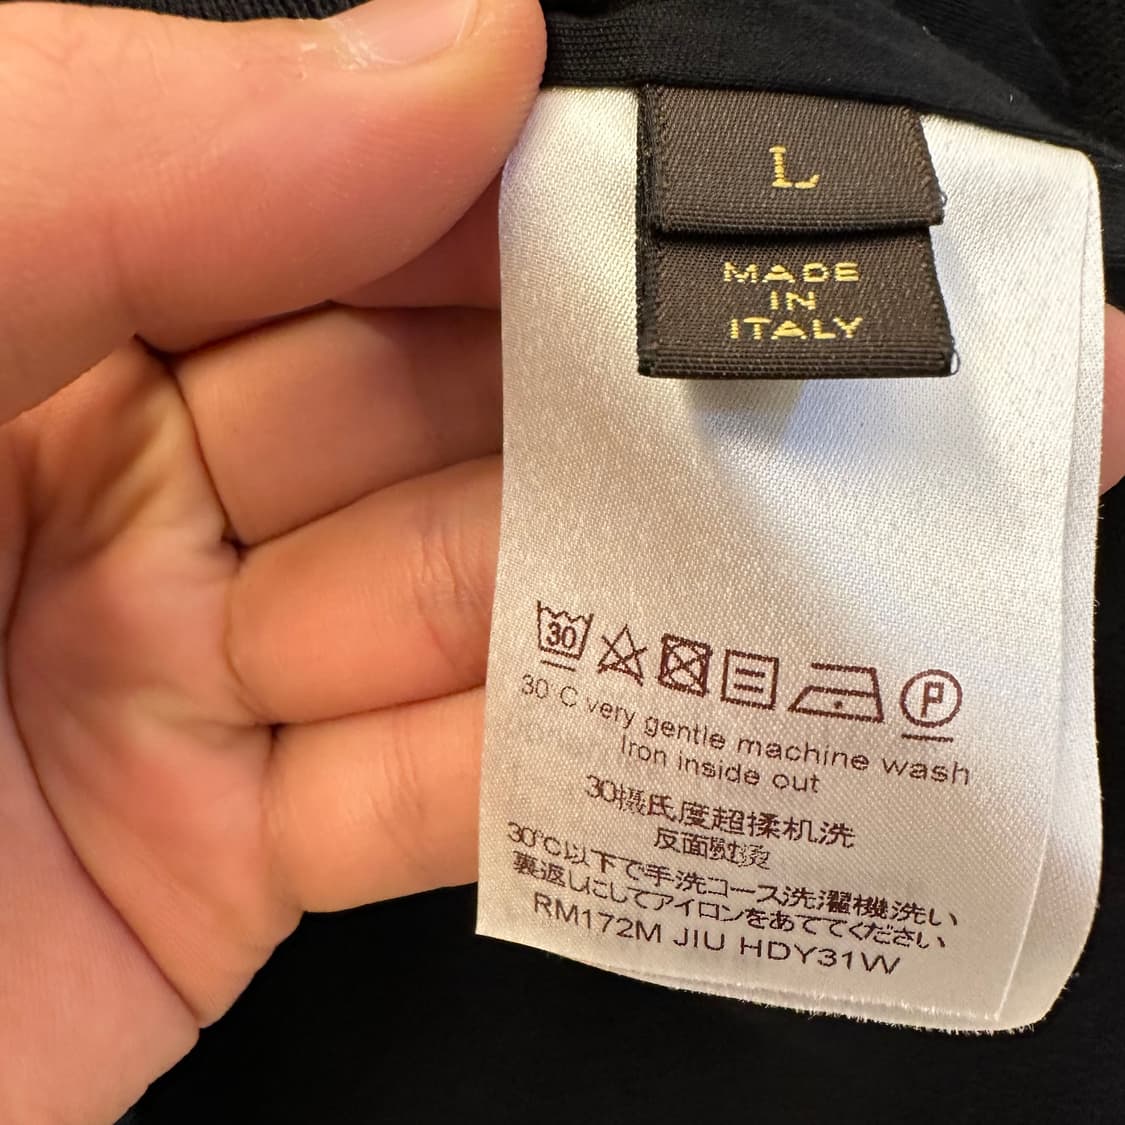 L
MADE
IN
ITALY
30
P
30°C very gentle machine wash
Iron inside out
30摄氏度超揉机洗
反面
30℃以下で手洗コース洗濯機洗い
裏返しにしてアイロンをあててください
RM172M JIU HDY31W